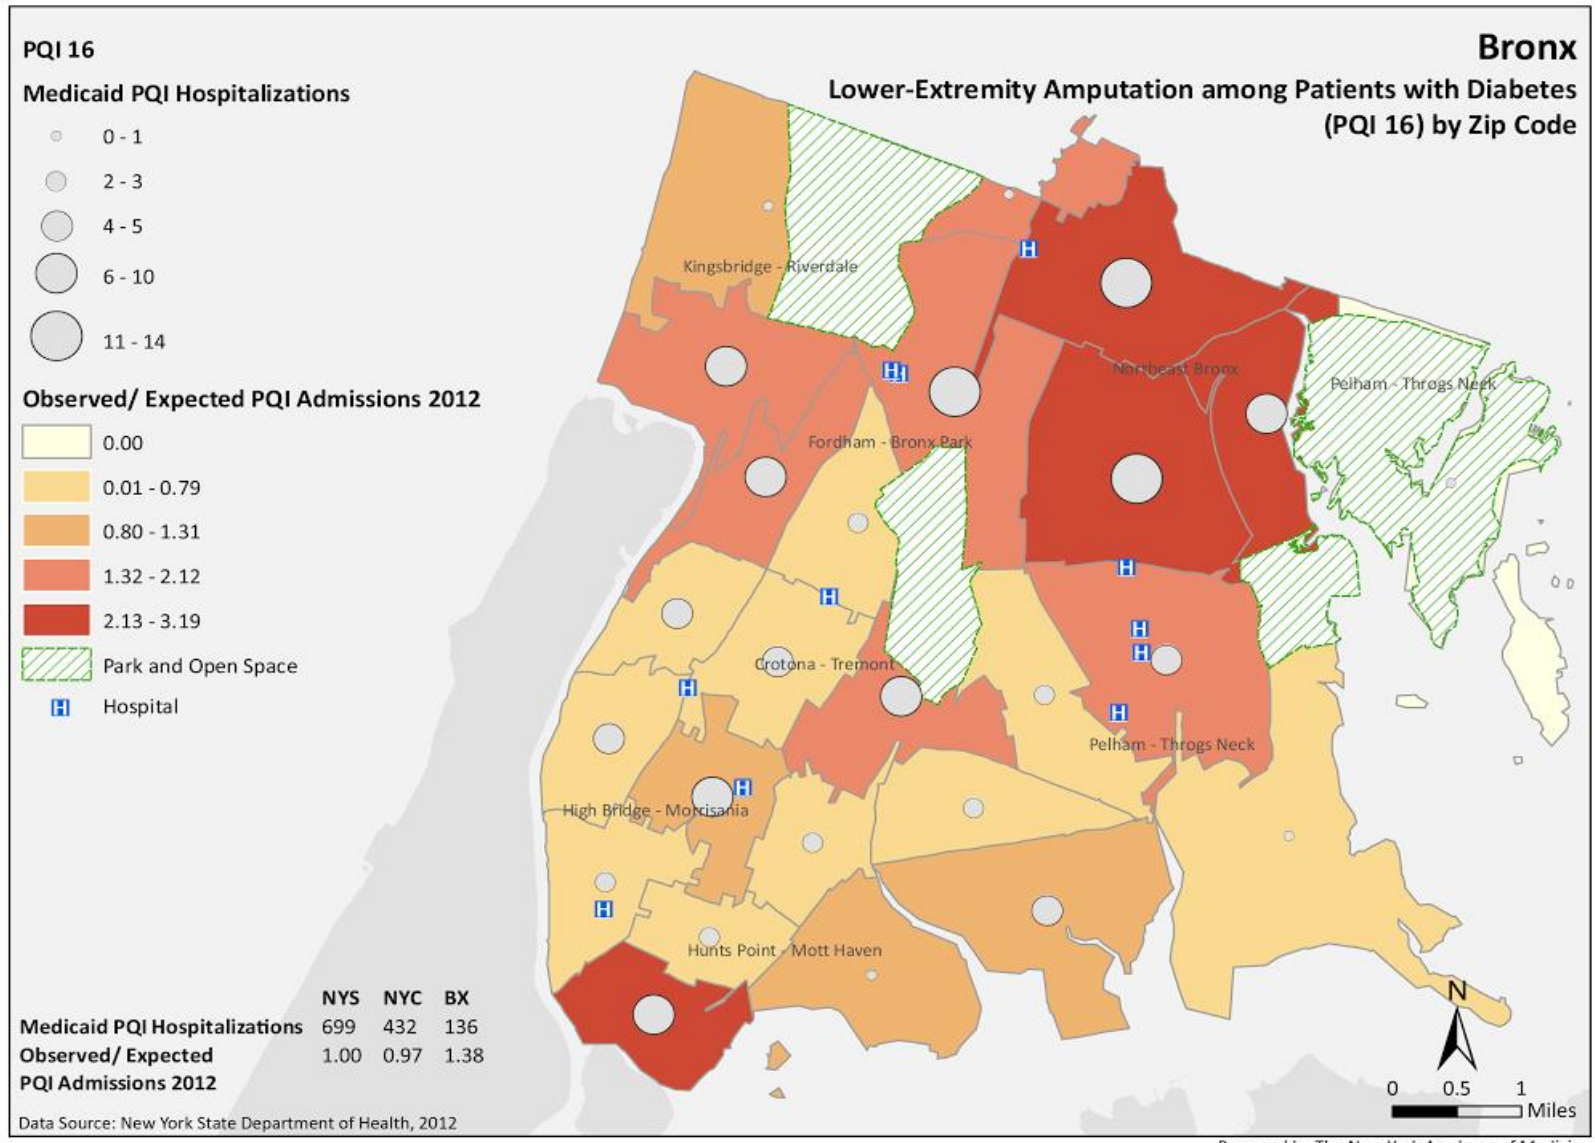 PQI 16
Medicaid PQI Hospitalizations
0 - 1
2 - 3
4 - 5
6 - 10
11 - 14
Observed/ Expected PQI Admissions 2012
0.00
0.01 - 0.79
0.80 - 1.31
1.32 - 2.12
2.13 - 3.19
Park and Open Space
H Hospital
Bronx
Lower-Extremity Amputation among Patients with Diabetes
(PQI 16) by Zip Code
Kingsbridge - Riverdale
H
H H
Northeast Bronx
Pelham - Throgs Neck
Fordham - Bronx Park
H
H
H
H
Crotona - Tremont
H
H
Pelham - Throgs Neck
H
High Bridge - Morrisania
H
Hunts Point - Mott Haven
NYS NYC BX
Medicaid PQI Hospitalizations 699 432 136
Observed/ Expected 1.00 0.97 1.38
PQI Admissions 2012
Data Source: New York State Department of Health, 2012
N
0 0.5 1
Miles